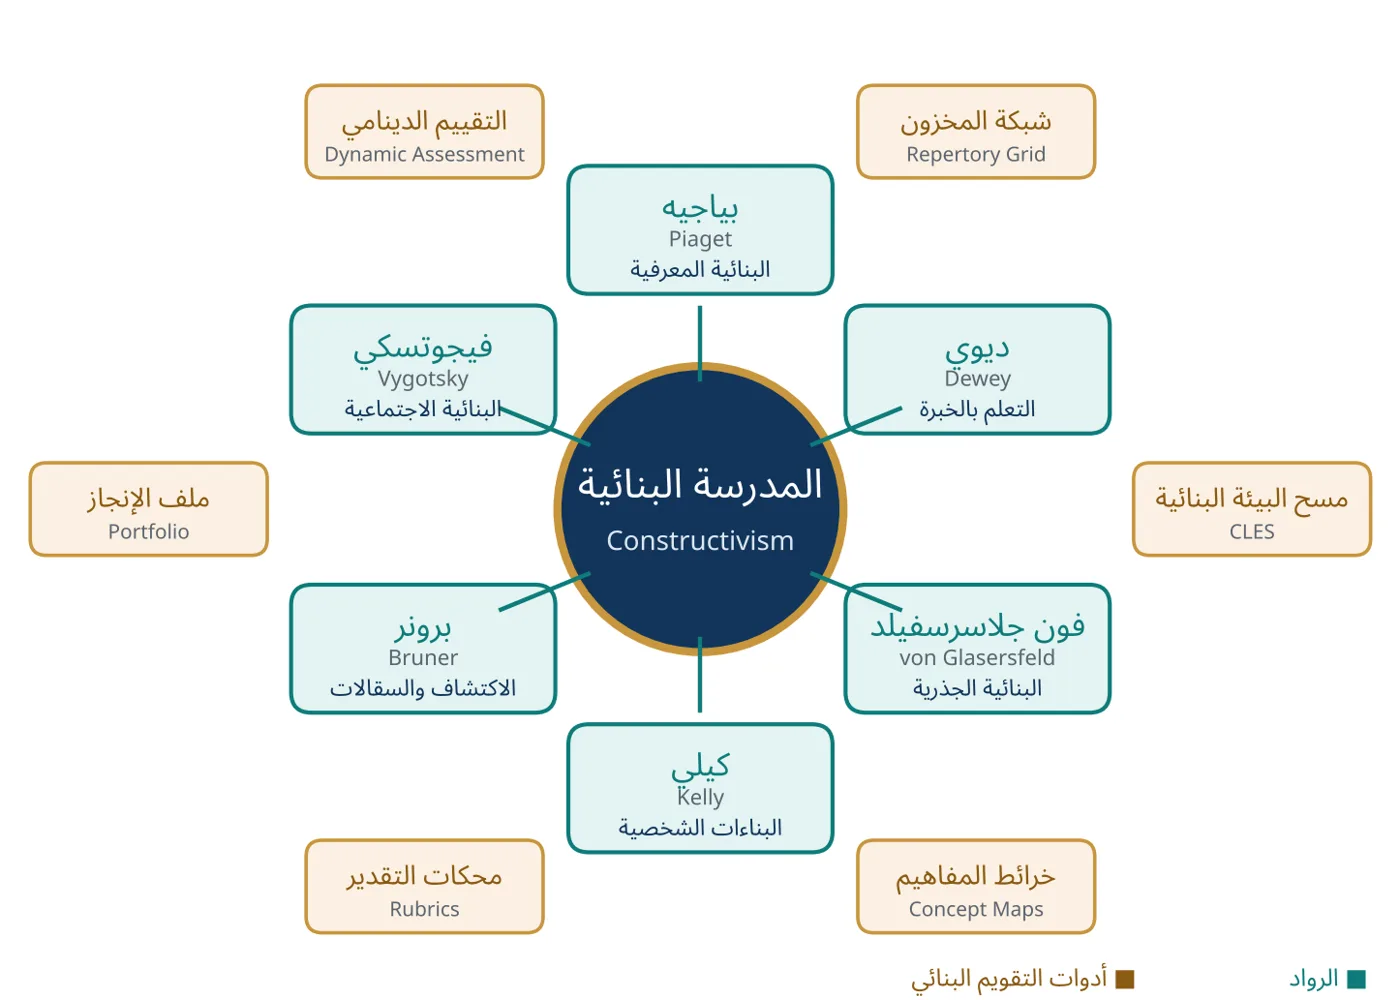 شبكة المخزون
Repertory Grid
التقييم الدينامي
Dynamic Assessment
بياجيه
Piaget
البنائية المعرفية
ديوي
Dewey
التعلم بالخبرة
فيجوتسكي
Vygotsky
البنائية الاجتماعية
مسح البيئة البنائية
CLES
المدرسة البنائية
Constructivism
ملف الإنجاز
Portfolio
فون جلاسرسفيلد
von Glasersfeld
البنائية الجذرية
برونر
Bruner
الاكتشاف والسقالات
كيلي
Kelly
البناءات الشخصية
خرائط المفاهيم
Concept Maps
محكات التقدير
Rubrics
الرواد
أدوات التقويم البنائي